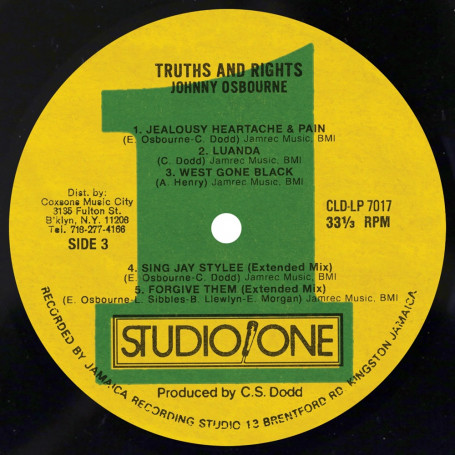 TRUTHS AND RIGHTS
JOHNNY OSBOURNE
1. JEALOUSY HEARTACHE & PAIN
(E. Osbourne-C. Dodd) Jamrec Music, BMI
2. LUANDA
(C. Dodd) Jamrec Music, BMI
3. WEST GONE BLACK
(A. Henry) Jamrec Music, BMI
Dist. by:
Coxsons Music City
3135 Fulton St.
B'klyn, N.Y. 11208
Tel. 718-277-4166
SIDE 3
CLD-LP 7017
33⅓ RPM
4. SING JAY STYLEE (Extended Mix)
(E. Osbourne-C. Dodd) Jamrec Music, BMI
5. FORGIVE THEM (Extended Mix)
(E. Osbourne-L. Sibbles-B. Llewlyn-E. Morgan) Jamrec Music, BMI
STUDIO ONE
Produced by C.S. Dodd
RECORDED BY JAMAICA RECORDING STUDIO 13 BRENTFORD RD. KINGSTON JAMAICA